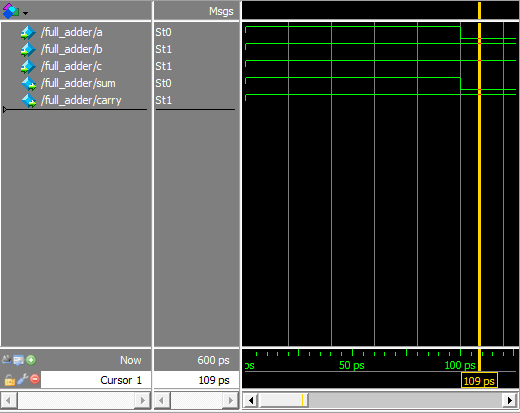 Msgs
/full_adder/a St0
/full_adder/b St1
/full_adder/c St1
/full_adder/sum St0
/full_adder/carry St1
Now 600 ps
ps 50 ps 100 ps
Cursor 1 109 ps
109 ps